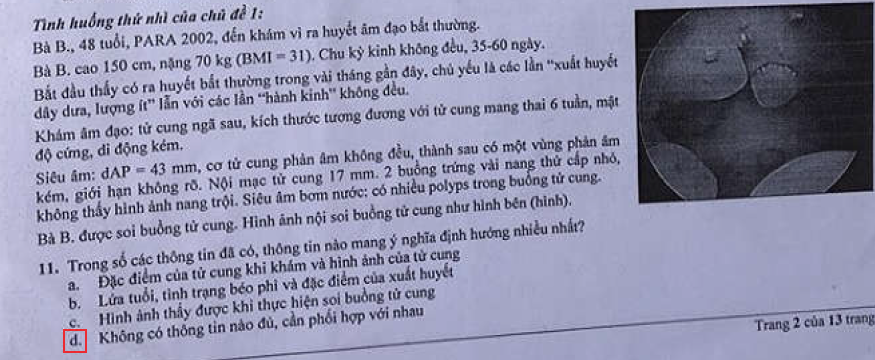 Tình huống thứ nhì của chủ đề 1:
Bà B., 48 tuổi, PARA 2002, đến khám vì ra huyết âm đạo bất thường.
Bà B. cao 150 cm, nặng 70 kg (BMI = 31). Chu kỳ kinh không đều, 35-60 ngày.
Bắt đầu thấy có ra huyết bất thường trong vài tháng gần đây, chủ yếu là các lần “xuất huyết
dây dưa, lượng ít” lẫn với các lần “hành kinh” không đều.
Khám âm đạo: tử cung ngã sau, kích thước tương đương với tử cung mang thai 6 tuần, mật
độ cứng, di động kém.
Siêu âm: dAP = 43 mm, cơ tử cung phản âm không đều, thành sau có một vùng phản âm
kém, giới hạn không rõ. Nội mạc tử cung 17 mm. 2 buồng trứng vài nang thứ cấp nhỏ,
không thấy hình ảnh nang trội. Siêu âm bơm nước: có nhiều polyps trong buồng tử cung.
Bà B. được soi buồng tử cung. Hình ảnh nội soi buồng tử cung như hình bên (hình).
11. Trong số các thông tin đã có, thông tin nào mang ý nghĩa định hướng nhiều nhất?
a. Đặc điểm của tử cung khi khám và hình ảnh của tử cung
b. Lứa tuổi, tình trạng béo phì và đặc điểm của xuất huyết
c. Hình ảnh thấy được khi thực hiện soi buồng tử cung
d. Không có thông tin nào đủ, cần phối hợp với nhau
Trang 2 của 13 trang